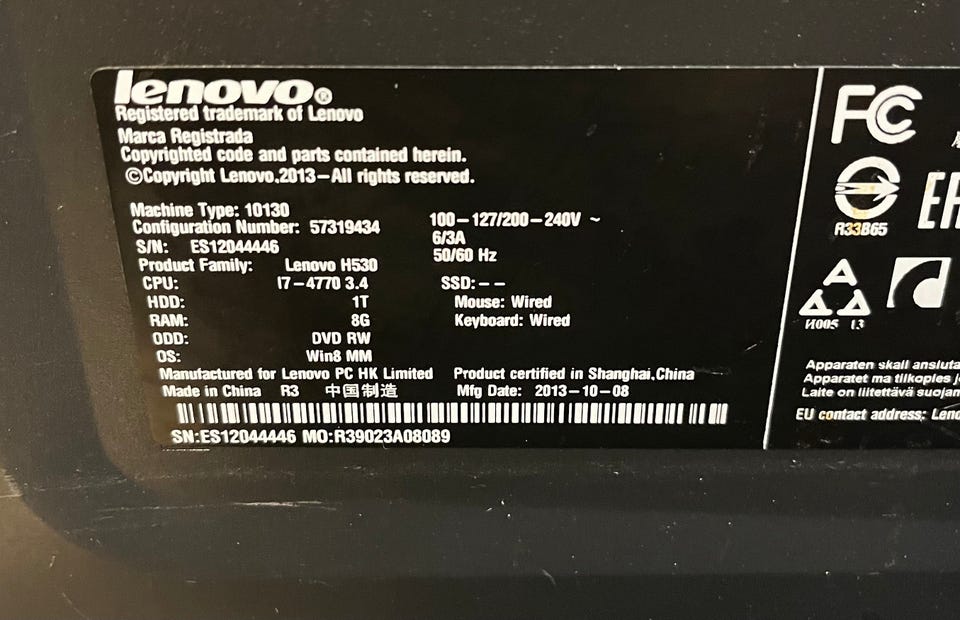 lenovo®
Registered trademark of Lenovo
Marca Registrada
Copyrighted code and parts contained herein.
©Copyright Lenovo.2013–All rights reserved.
Machine Type: 10130
Configuration Number: 57319434
S/N: ES12044446
Product Family: Lenovo H530
CPU: I7–4770 3.4
HDD: 1T
RAM: 8G
ODD: DVD RW
OS: Win8 MM
100–127/200–240V ~
6/3A
50/60 Hz
SSD:––
Mouse: Wired
Keyboard: Wired
Manufactured for Lenovo PC HK Limited Product certified in Shanghai,China
Made in China R3 中国制造 Mfg Date: 2013–10–08
SN:ES12044446 MO:R39023A08089
FC
R33B65
И005 13
Apparaten skall
Apparatet må tilkoples
Laite on liitettävä
EU contact address: